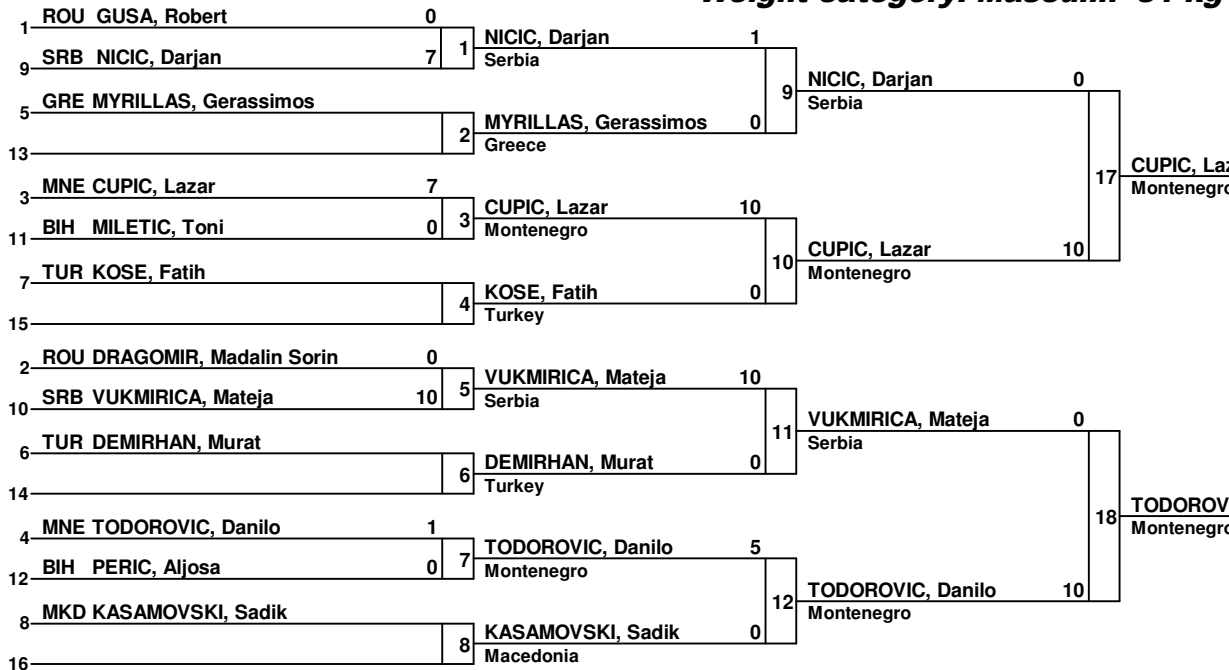 Weight category: Masculin -81 kg
1 ROU GUSA, Robert 0
9 SRB NICIC, Darjan 7
1
NICIC, Darjan 1
Serbia
5 GRE MYRILLAS, Gerassimos
13
2
MYRILLAS, Gerassimos 0
Greece
9
NICIC, Darjan 0
Serbia
3 MNE CUPIC, Lazar 7
11 BIH MILETIC, Toni 0
3
CUPIC, Lazar 10
Montenegro
7 TUR KOSE, Fatih
15
4
KOSE, Fatih 0
Turkey
10
CUPIC, Lazar 10
Montenegro
17
CUPIC, Laz
Montenegro
2 ROU DRAGOMIR, Madalin Sorin 0
10 SRB VUKMIRICA, Mateja 10
5
VUKMIRICA, Mateja 10
Serbia
6 TUR DEMIRHAN, Murat
14
6
DEMIRHAN, Murat 0
Turkey
11
VUKMIRICA, Mateja 0
Serbia
4 MNE TODOROVIC, Danilo 1
12 BIH PERIC, Aljosa 0
7
TODOROVIC, Danilo 5
Montenegro
8 MKD KASAMOVSKI, Sadik
16
8
KASAMOVSKI, Sadik 0
Macedonia
12
TODOROVIC, Danilo 10
Montenegro
18
TODOROV
Montenegro